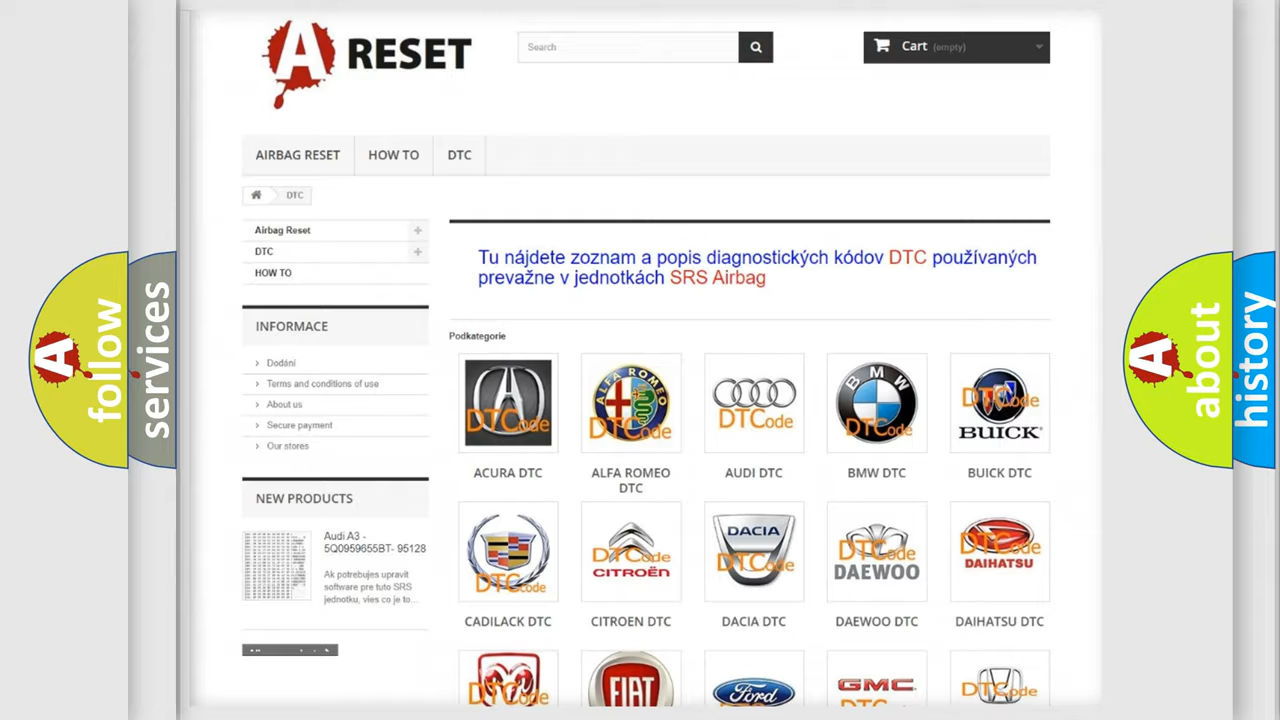 A RESET
Search
Cart (empty)
AIRBAG RESET
HOW TO
DTC
DTC
Airbag Reset
DTC
HOW TO
INFORMACE
Dodání
Terms and conditions of use
About us
Secure payment
Our stores
NEW PRODUCTS
Audi A3 -
5Q0959655BT- 95128
Ak potrebujes upravit
software pre tuto SRS
jednotku, vies co je to...
Tu nájdete zoznam a popis diagnostických kódov DTC používaných
prevažne v jednotkách SRS Airbag
Podkategorie
DTCode
ALFA ROMEO
DTCode
DTCode
BMW
DTCode
DTCode
BUICK
ACURA DTC
ALFA ROMEO
DTC
AUDI DTC
BMW DTC
BUICK DTC
DTCode
DTCode
CITROËN
DACIA
DTCode
DTCode
DAEWOO
DTCode
DAIHATSU
CADILACK DTC
CITROEN DTC
DACIA DTC
DAEWOO DTC
DAIHATSU DTC
DTCode
FIAT
Ford
GMC
DTCode
A follow
services
A about
history